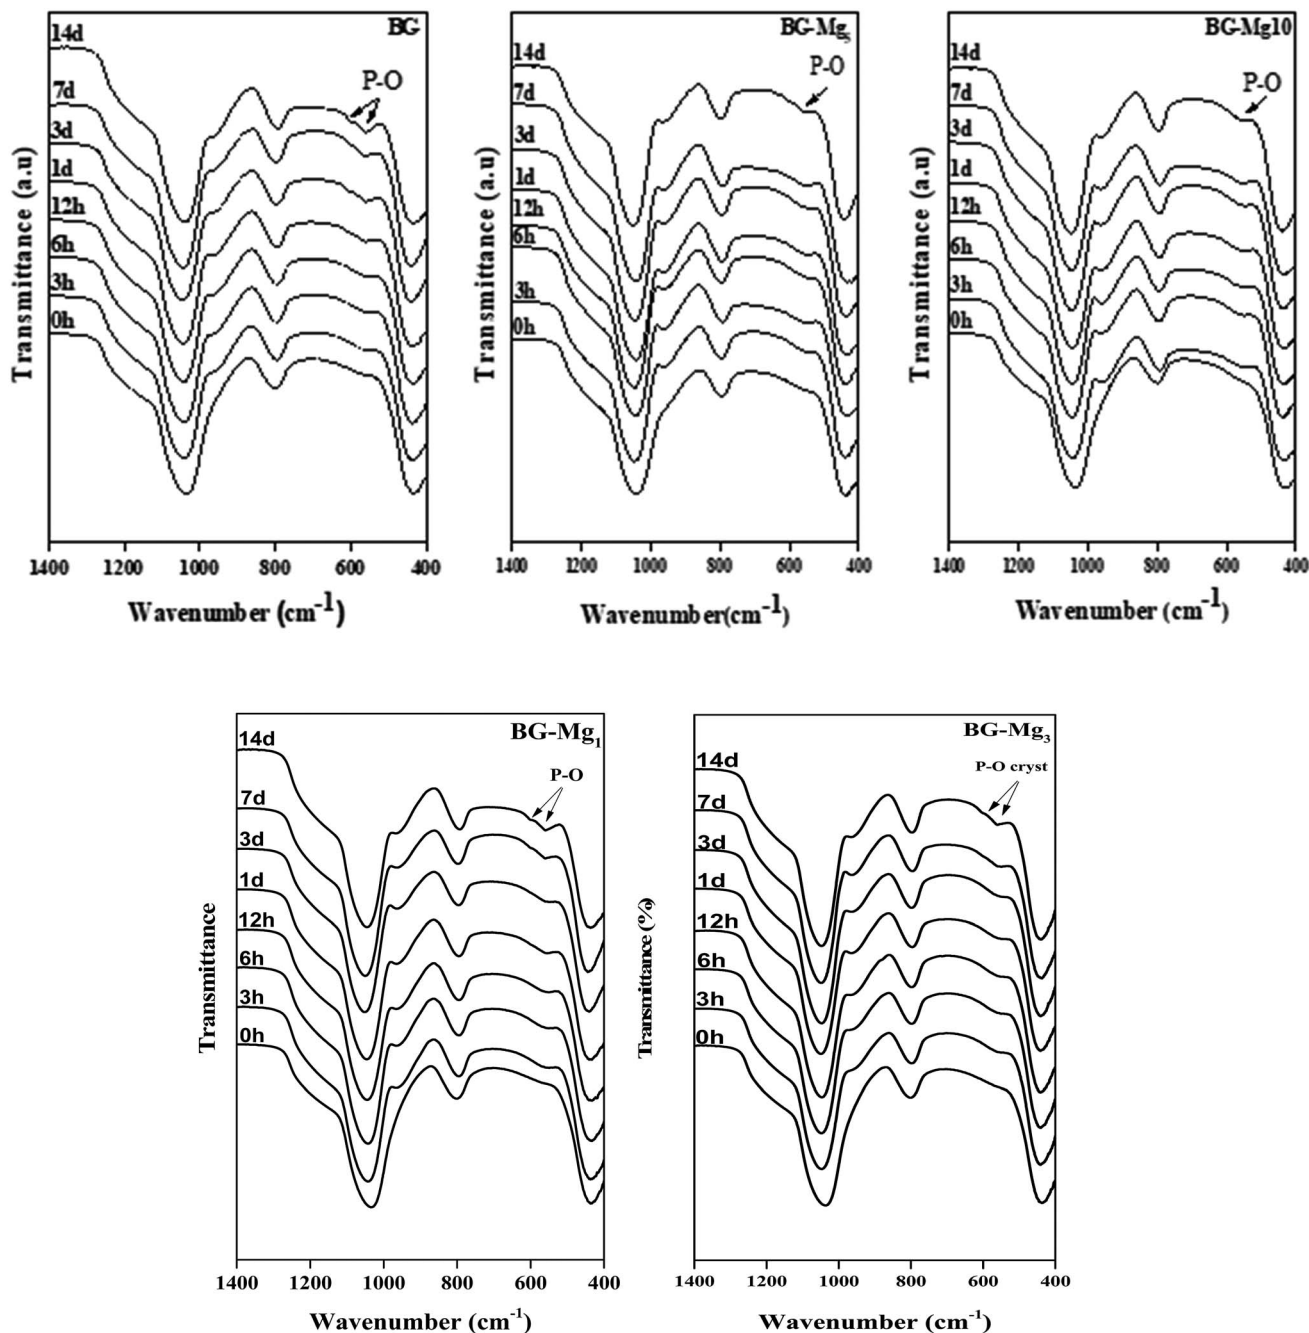 BG
14d
P-O
7d
3d
1d
12h
6h
3h
0h
Transmittance (a.u)
1400 1200 1000 800 600 400
Wavenumber (cm-1)
BG-Mg5
14d
P-O
7d
3d
1d
12h
6h
3h
0h
Transmittance (a.u)
1400 1200 1000 800 600 400
Wavenumber(cm-1)
BG-Mg10
14d
P-O
7d
3d
1d
12h
6h
3h
0h
Transmittance (a.u)
1400 1200 1000 800 600 400
Wavenumber (cm-1)
BG-Mg1
14d
P-O
7d
3d
1d
12h
6h
3h
0h
Transmittance
1400 1200 1000 800 600 400
Wavenumber (cm-1)
BG-Mg3
14d
P-O cryst
7d
3d
1d
12h
6h
3h
0h
Transmittance (%)
1400 1200 1000 800 600 400
Wavenumber (cm-1)